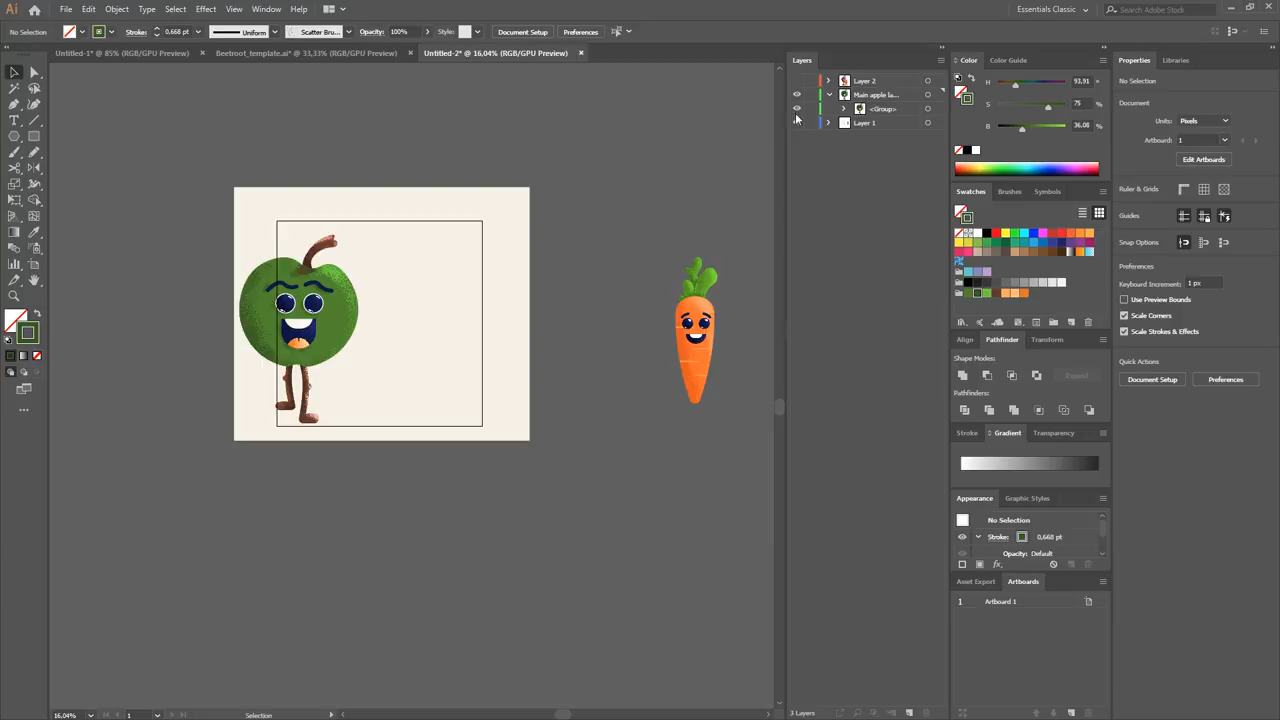 Ai File Edit Object Type Select Effect View Window Help Essentials Classic Search Adobe Stock
No Selection Stroke: 0,668 pt Uniform Scatter Bru... Opacity: 100% Style: Document Setup Preferences
Untitled-1* @ 85% (RGB/GPU Preview) × Beetroot_template.ai* @ 33,33% (RGB/GPU Preview) × Untitled-2* @ 16,04% (RGB/GPU Preview) ×
Layers
Layer 2
Main apple la...
<Group>
Layer 1
3 Layers
Color Color Guide
H 93,91 °
S 75 %
B 36,08 %
Swatches Brushes Symbols
Align Pathfinder Transform
Shape Modes:
Expand
Pathfinders:
Stroke Gradient Transparency
Appearance Graphic Styles
No Selection
Stroke: 0,668 pt
Opacity: Default
fx
Asset Export Artboards
1 Artboard 1
Properties Libraries
No Selection
Document
Units: Pixels
Artboard: 1
Edit Artboards
Ruler & Grids
Guides
Snap Options
Preferences
Keyboard Increment: 1 px
Use Preview Bounds
Scale Corners
Scale Strokes & Effects
Quick Actions
Document Setup Preferences
16,04% 1 Selection